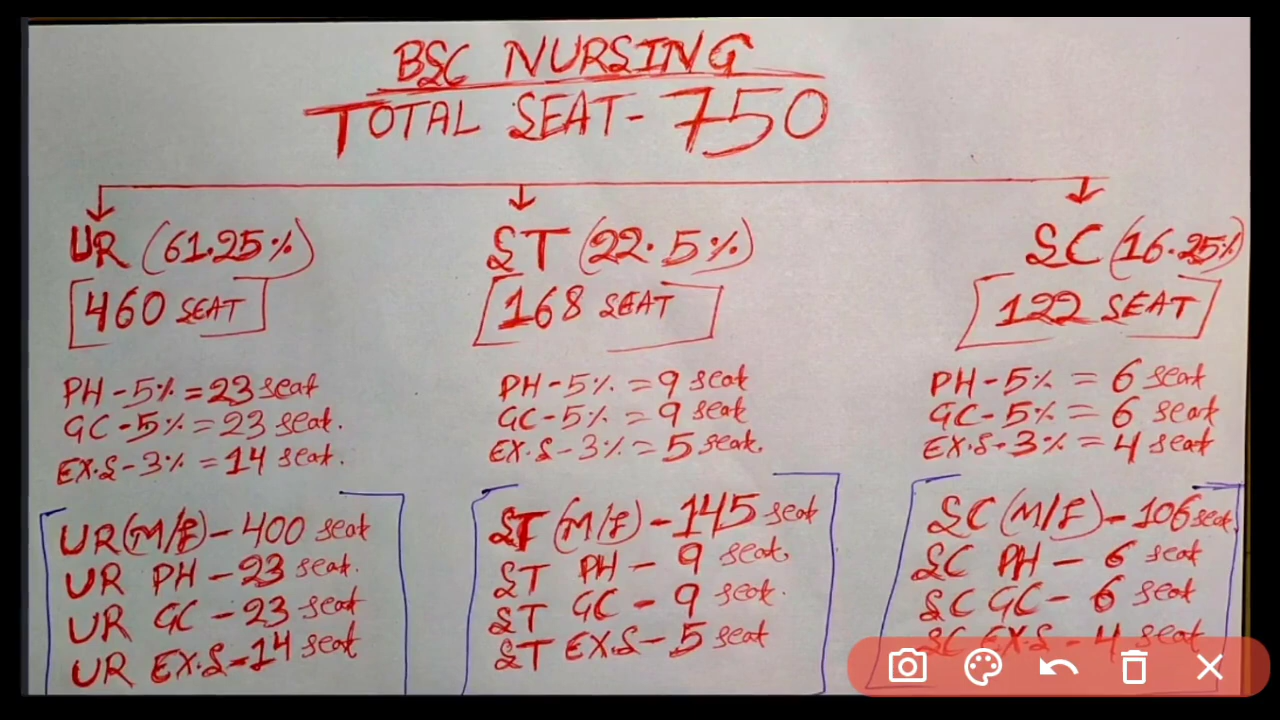 BSC NURSING
TOTAL SEAT- 750
UR (61.25%)
460 SEAT
PH-5% = 23 seat
GC-5% = 23 seat.
EX.S-3% = 14 seat.
UR(M/F)-400 seat
UR PH-23 seat.
UR GC-23 seat
UR EX.S-14 seat
ST (22.5%)
168 SEAT
PH-5% = 9 seat
GC-5% = 9 seat
EX.S-3% = 5 seat.
ST (M/F)-145 seat
ST PH- 9 seat.
ST GC- 9 seat.
ST EX.S-5 seat
SC (16.25%)
122 SEAT
PH-5% = 6 seat
GC-5% = 6 seat
EX.S-3% = 4 seat
SC (M/F)-106 seat.
SC PH- 6 seat
SC GC- 6 seat
SC EX.S-4 seat